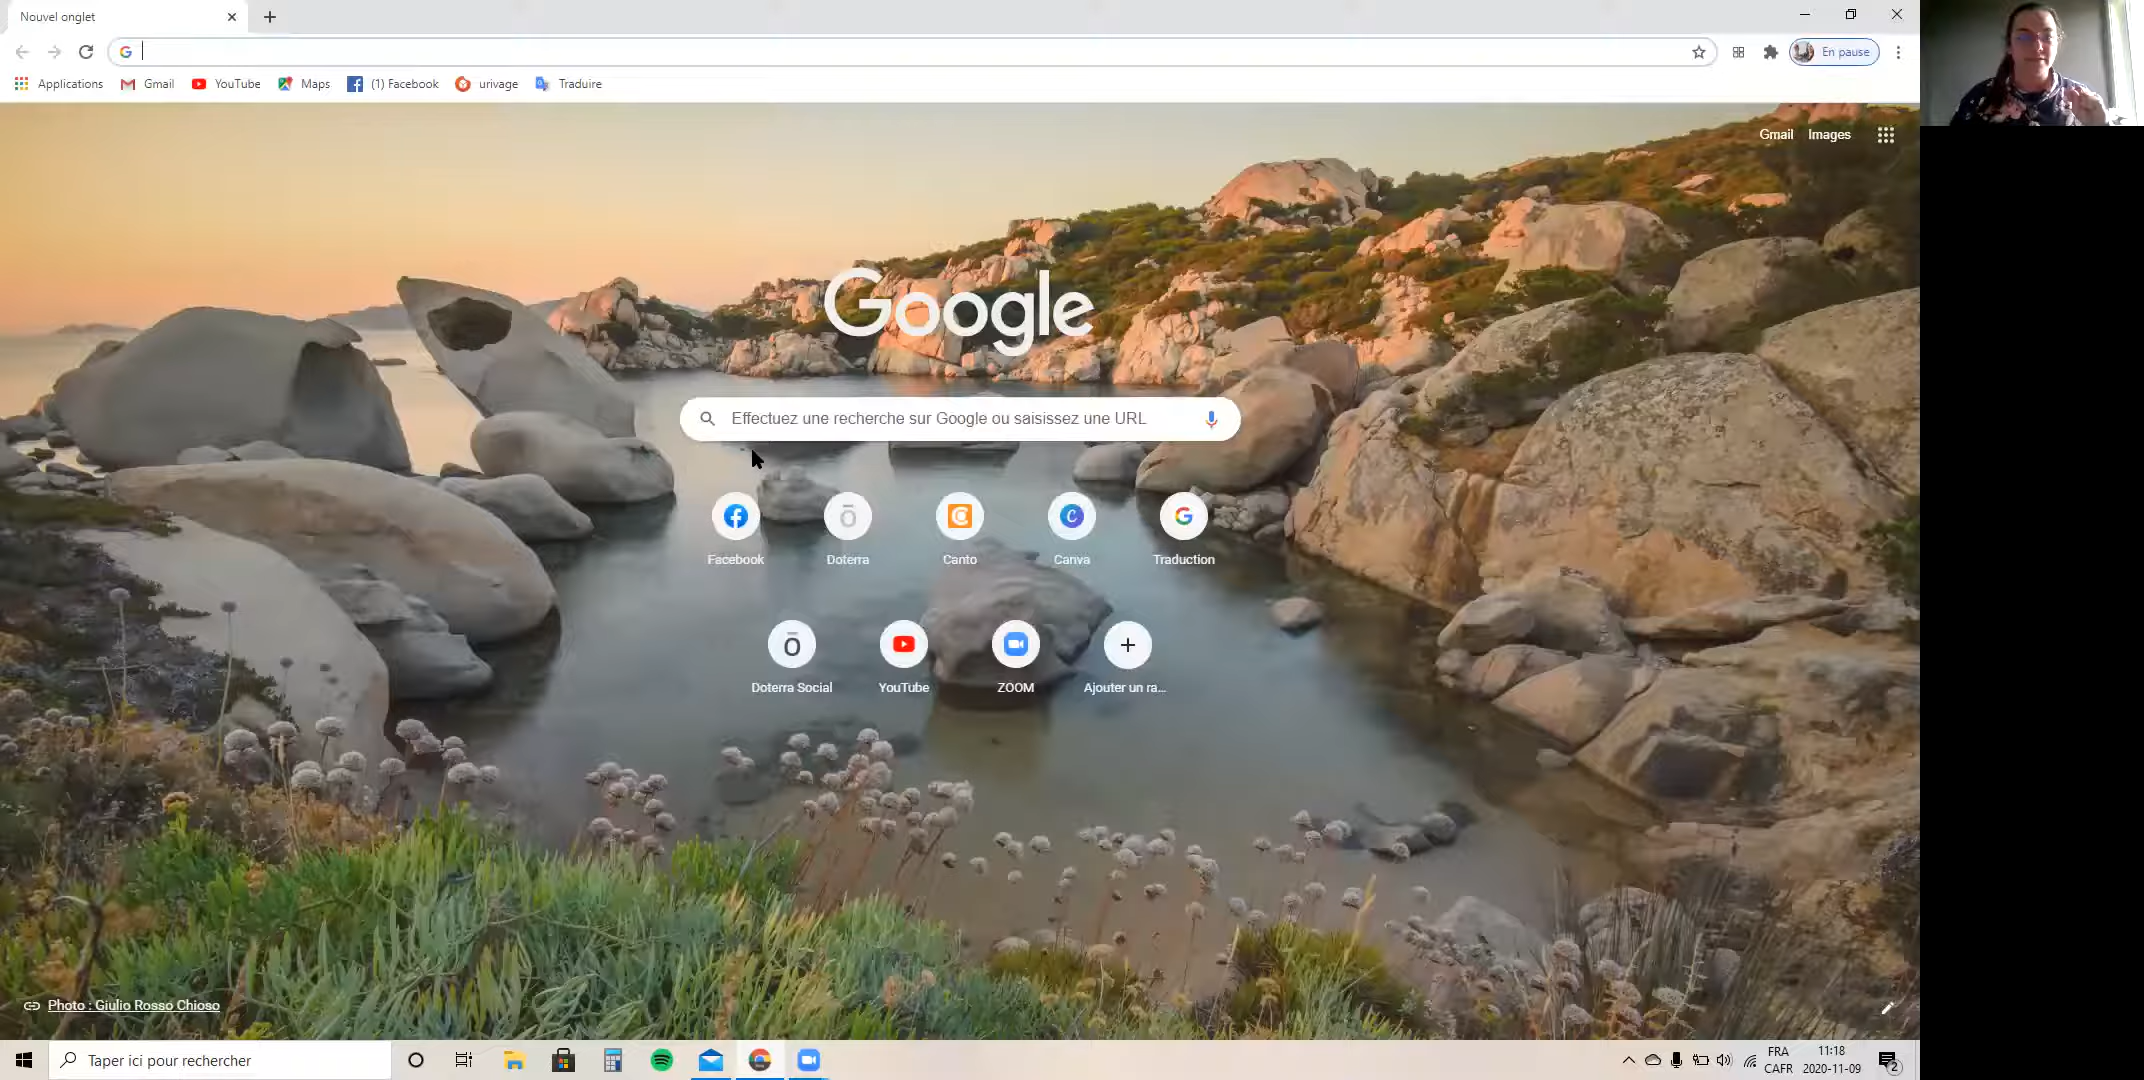 Nouvel onglet
En pause
Applications
Gmail
YouTube
Maps
(1) Facebook
urivage
Traduire
Gmail
Images
Google
Effectuez une recherche sur Google ou saisissez une URL
Facebook
Doterra
Canto
Canva
Traduction
Doterra Social
YouTube
ZOOM
Ajouter un ra...
Photo : Giulio Rosso Chioso
Taper ici pour rechercher
FRA
CAFR
11:18
2020-11-09
2